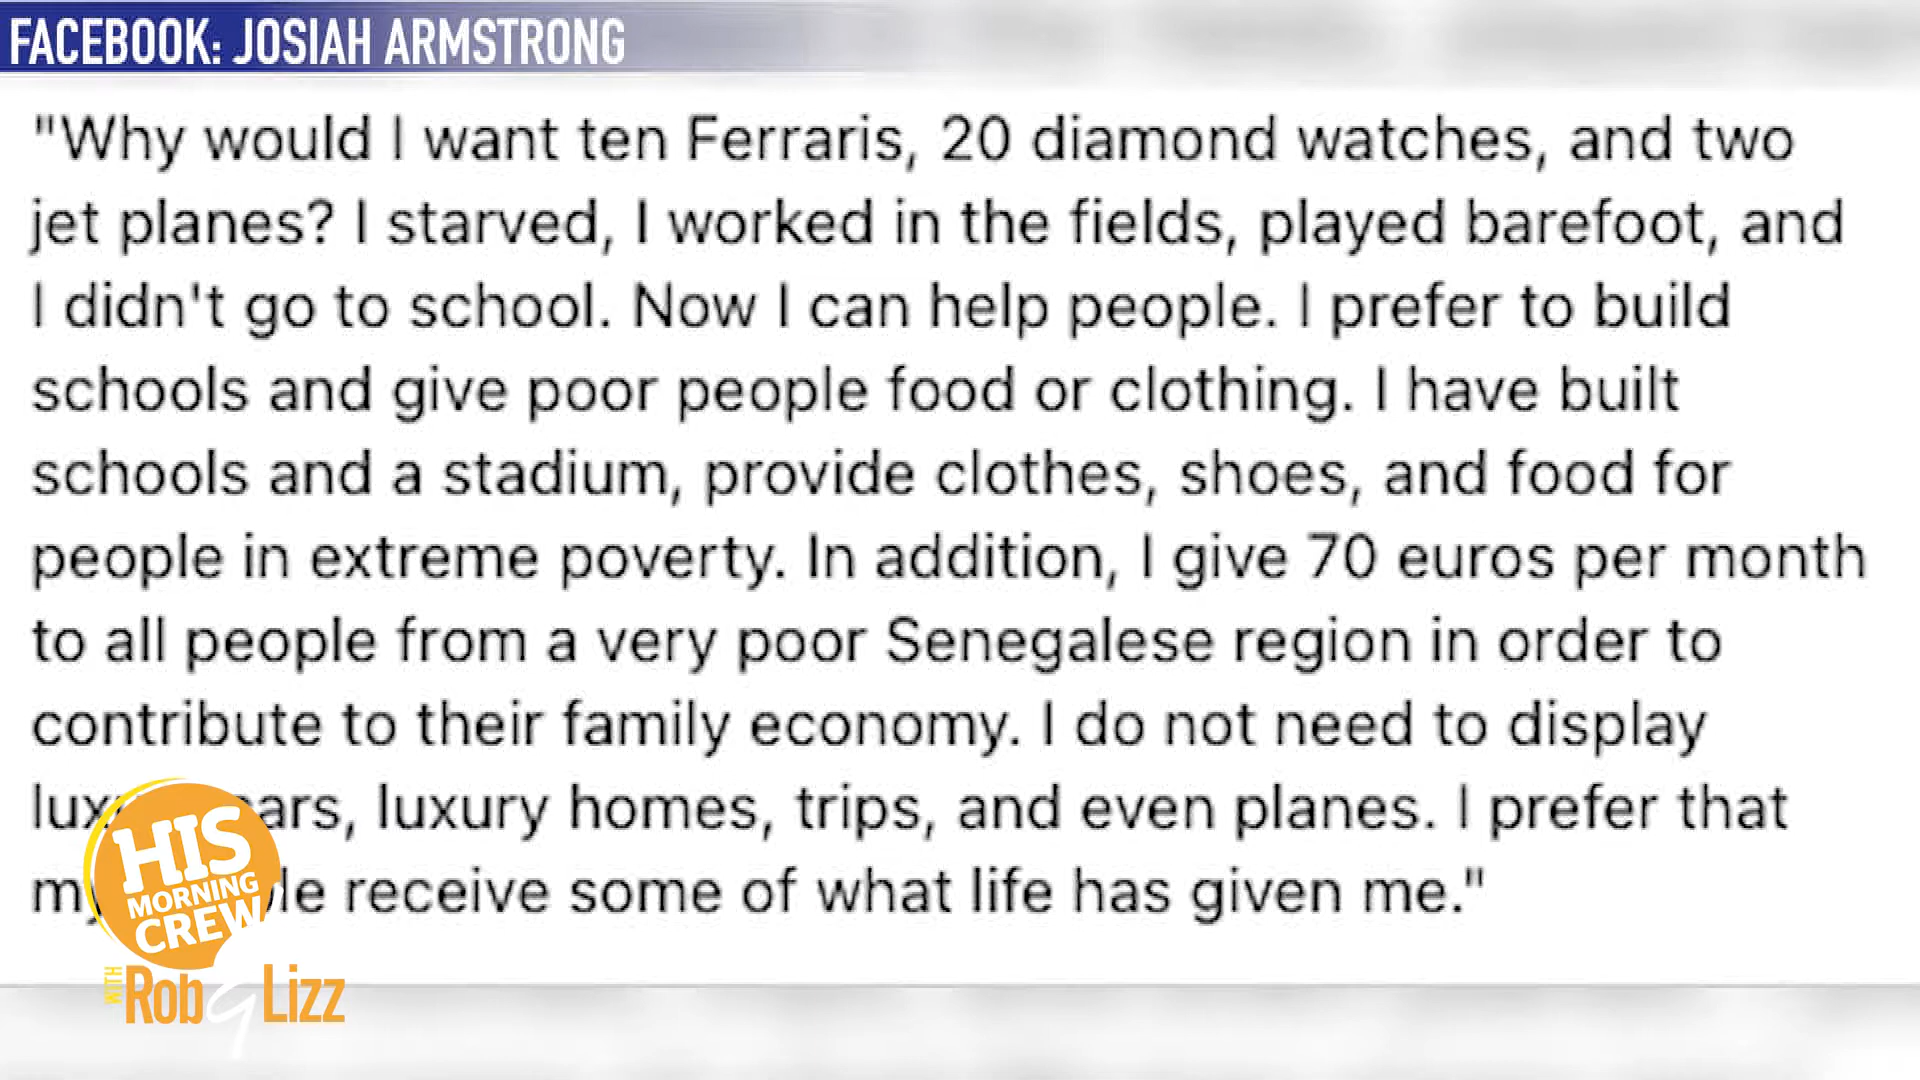 FACEBOOK: JOSIAH ARMSTRONG
"Why would I want ten Ferraris, 20 diamond watches, and two
jet planes? I starved, I worked in the fields, played barefoot, and
I didn't go to school. Now I can help people. I prefer to build
schools and give poor people food or clothing. I have built
schools and a stadium, provide clothes, shoes, and food for
people in extreme poverty. In addition, I give 70 euros per month
to all people from a very poor Senegalese region in order to
contribute to their family economy. I do not need to display
luxury homes, trips, and even planes. I prefer that
receive some of what life has given me."
HIS
MORNING
CREW
WITH Rob & Lizz